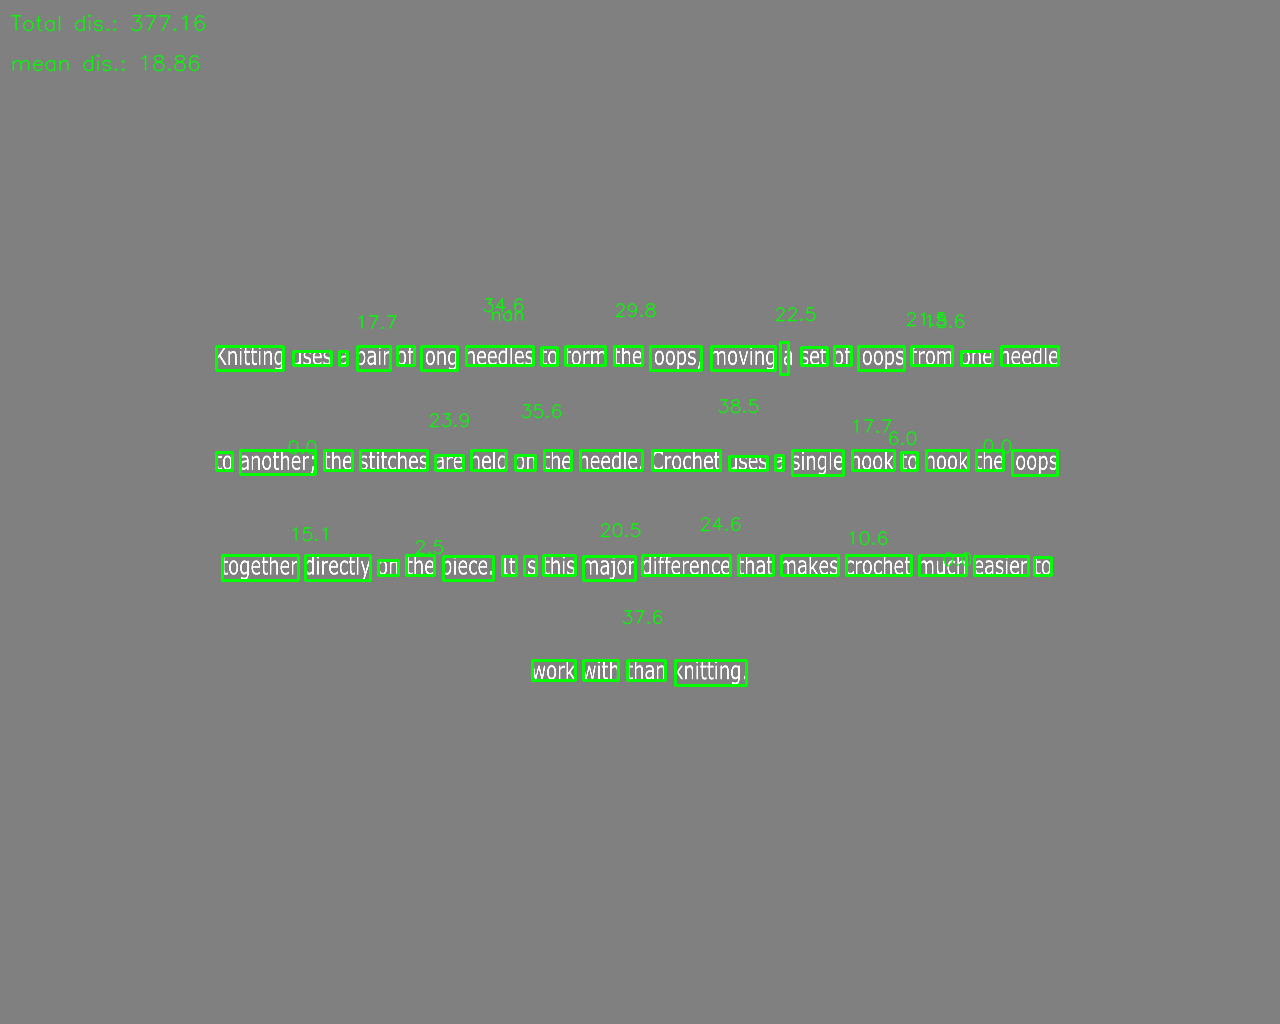 Total dis.: 377.16
mean dis.: 18.86
34.6
nan
17.7 29.8 22.5 18.6
Knitting uses a pair of long needles to form the loops, moving a set of loops from one needle
23.9 35.6 38.5 17.7 6.0
0.0 0.0
to another; the stitches are held on the needle. Crochet uses a single hook to hook the loops
15.1 2.5 20.5 24.6 10.6
together directly on the piece. It is this major difference that makes crochet much easier to
37.6
work with than knitting.